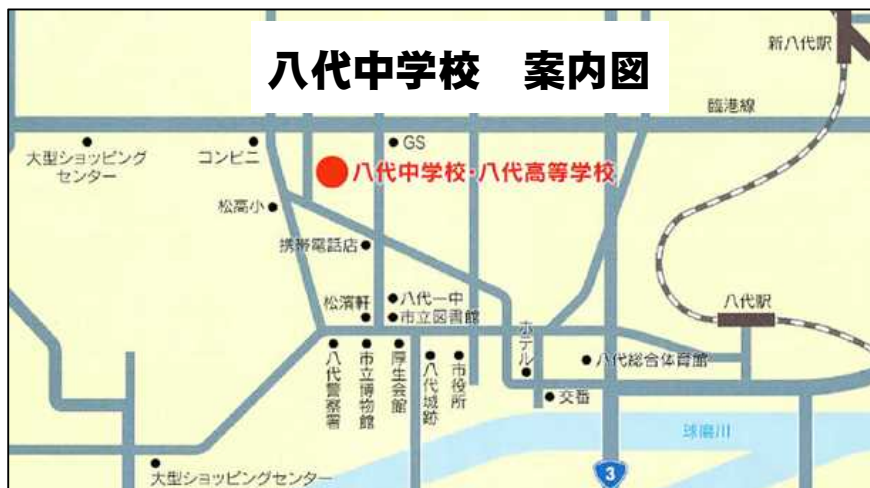 八代中学校 案内図
新八代駅
臨港線
大型ショッピング
センター
コンビニ
GS
八代中学校・八代高等学校
松高小
携帯電話店
八代駅
松濱軒
八代一中
市立図書館
ホテル
八代総合体育館
八代警察署
市立博物館
厚生会館
八代城跡
市役所
交番
球磨川
大型ショッピングセンター
3